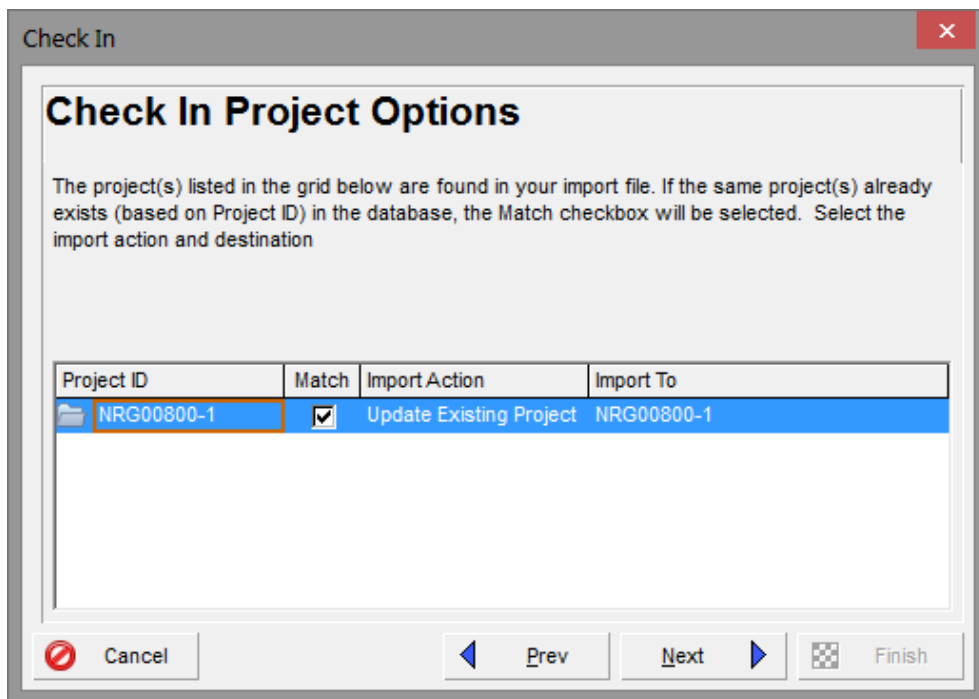 Check In
Check In Project Options
The project(s) listed in the grid below are found in your import file. If the same project(s) already
exists (based on Project ID) in the database, the Match checkbox will be selected.  Select the
import action and destination
Project ID Match Import Action Import To
NRG00800-1 Update Existing Project NRG00800-1
Cancel Prev Next Finish